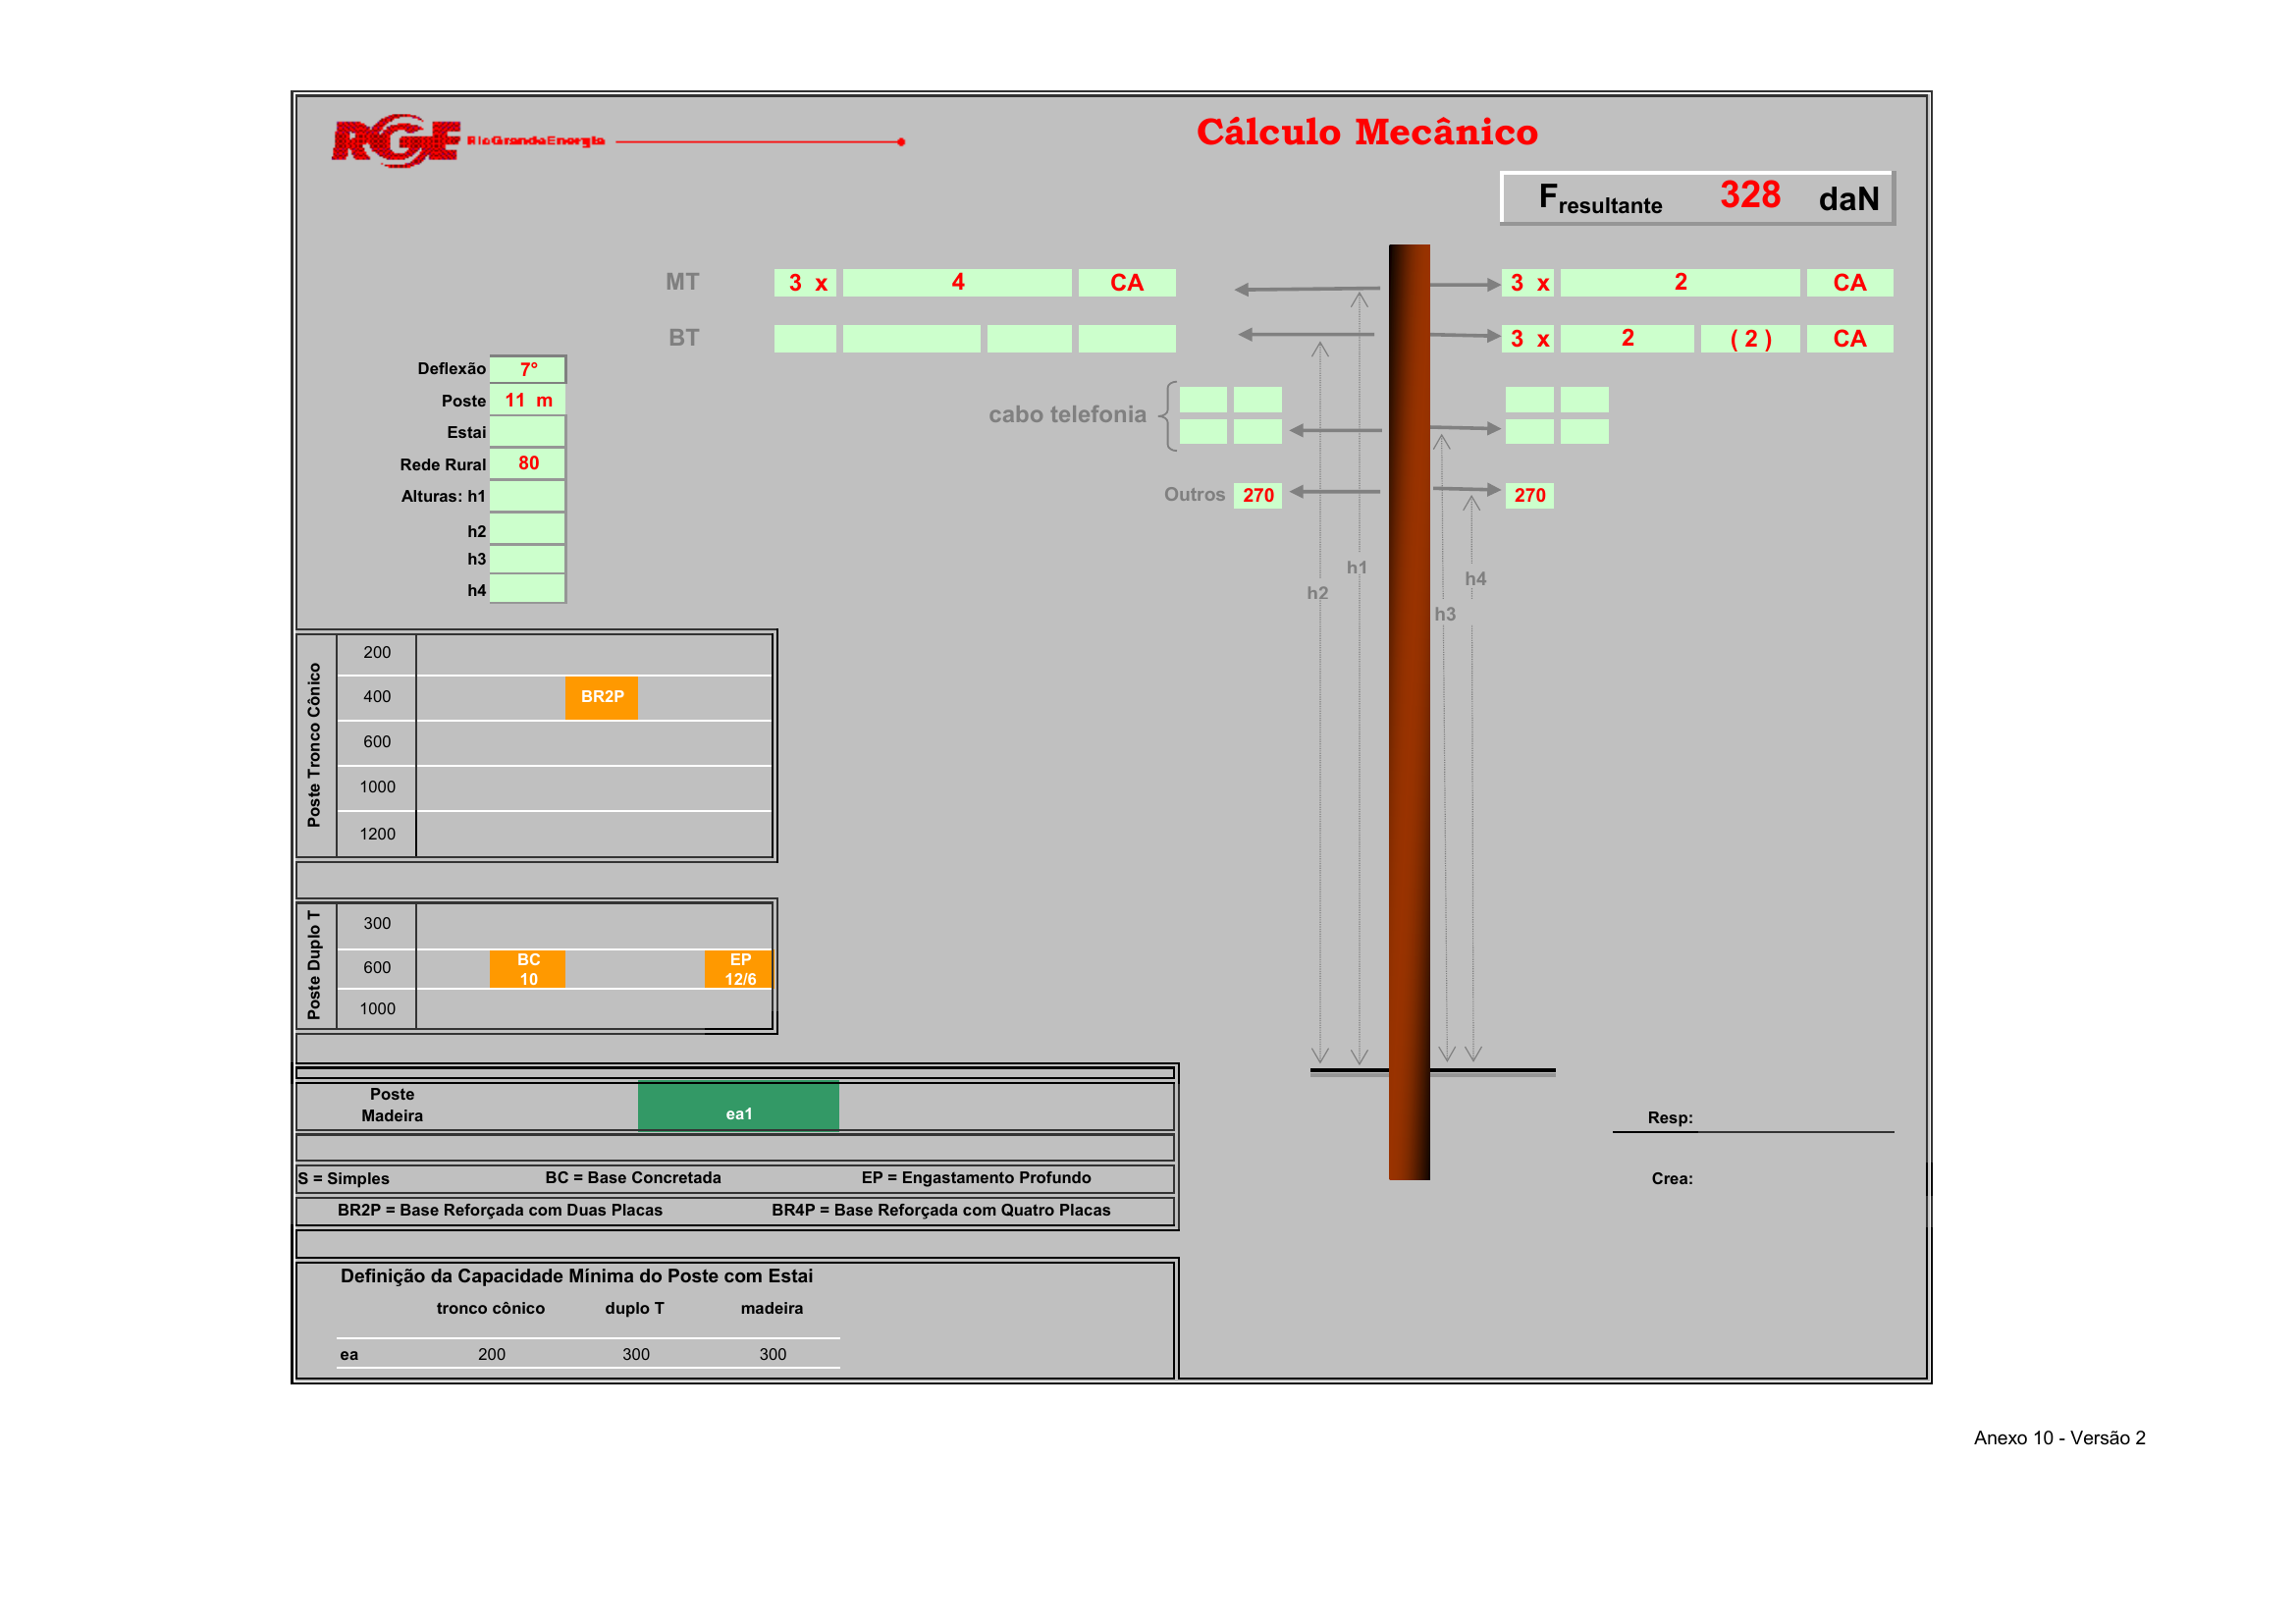 RGE RioGrandeEnergia
Cálculo Mecânico
Fresultante 328 daN
MT 3 x 4 CA 3 x 2 CA
BT 3 x 2 ( 2 ) CA
Deflexão 7°
Poste 11 m
Estai
Rede Rural 80
Alturas: h1
h2
h3
h4
cabo telefonia
Outros 270 270
h1
h2
h3
h4
Poste Tronco Cônico
200
400 BR2P
600
1000
1200
Poste Duplo T
300
600 BC 10 EP 12/6
1000
Poste
Madeira
ea1
Resp:
Crea:
S = Simples BC = Base Concretada EP = Engastamento Profundo
BR2P = Base Reforçada com Duas Placas BR4P = Base Reforçada com Quatro Placas
Definição da Capacidade Mínima do Poste com Estai
tronco cônico duplo T madeira
ea 200 300 300
Anexo 10 - Versão 2